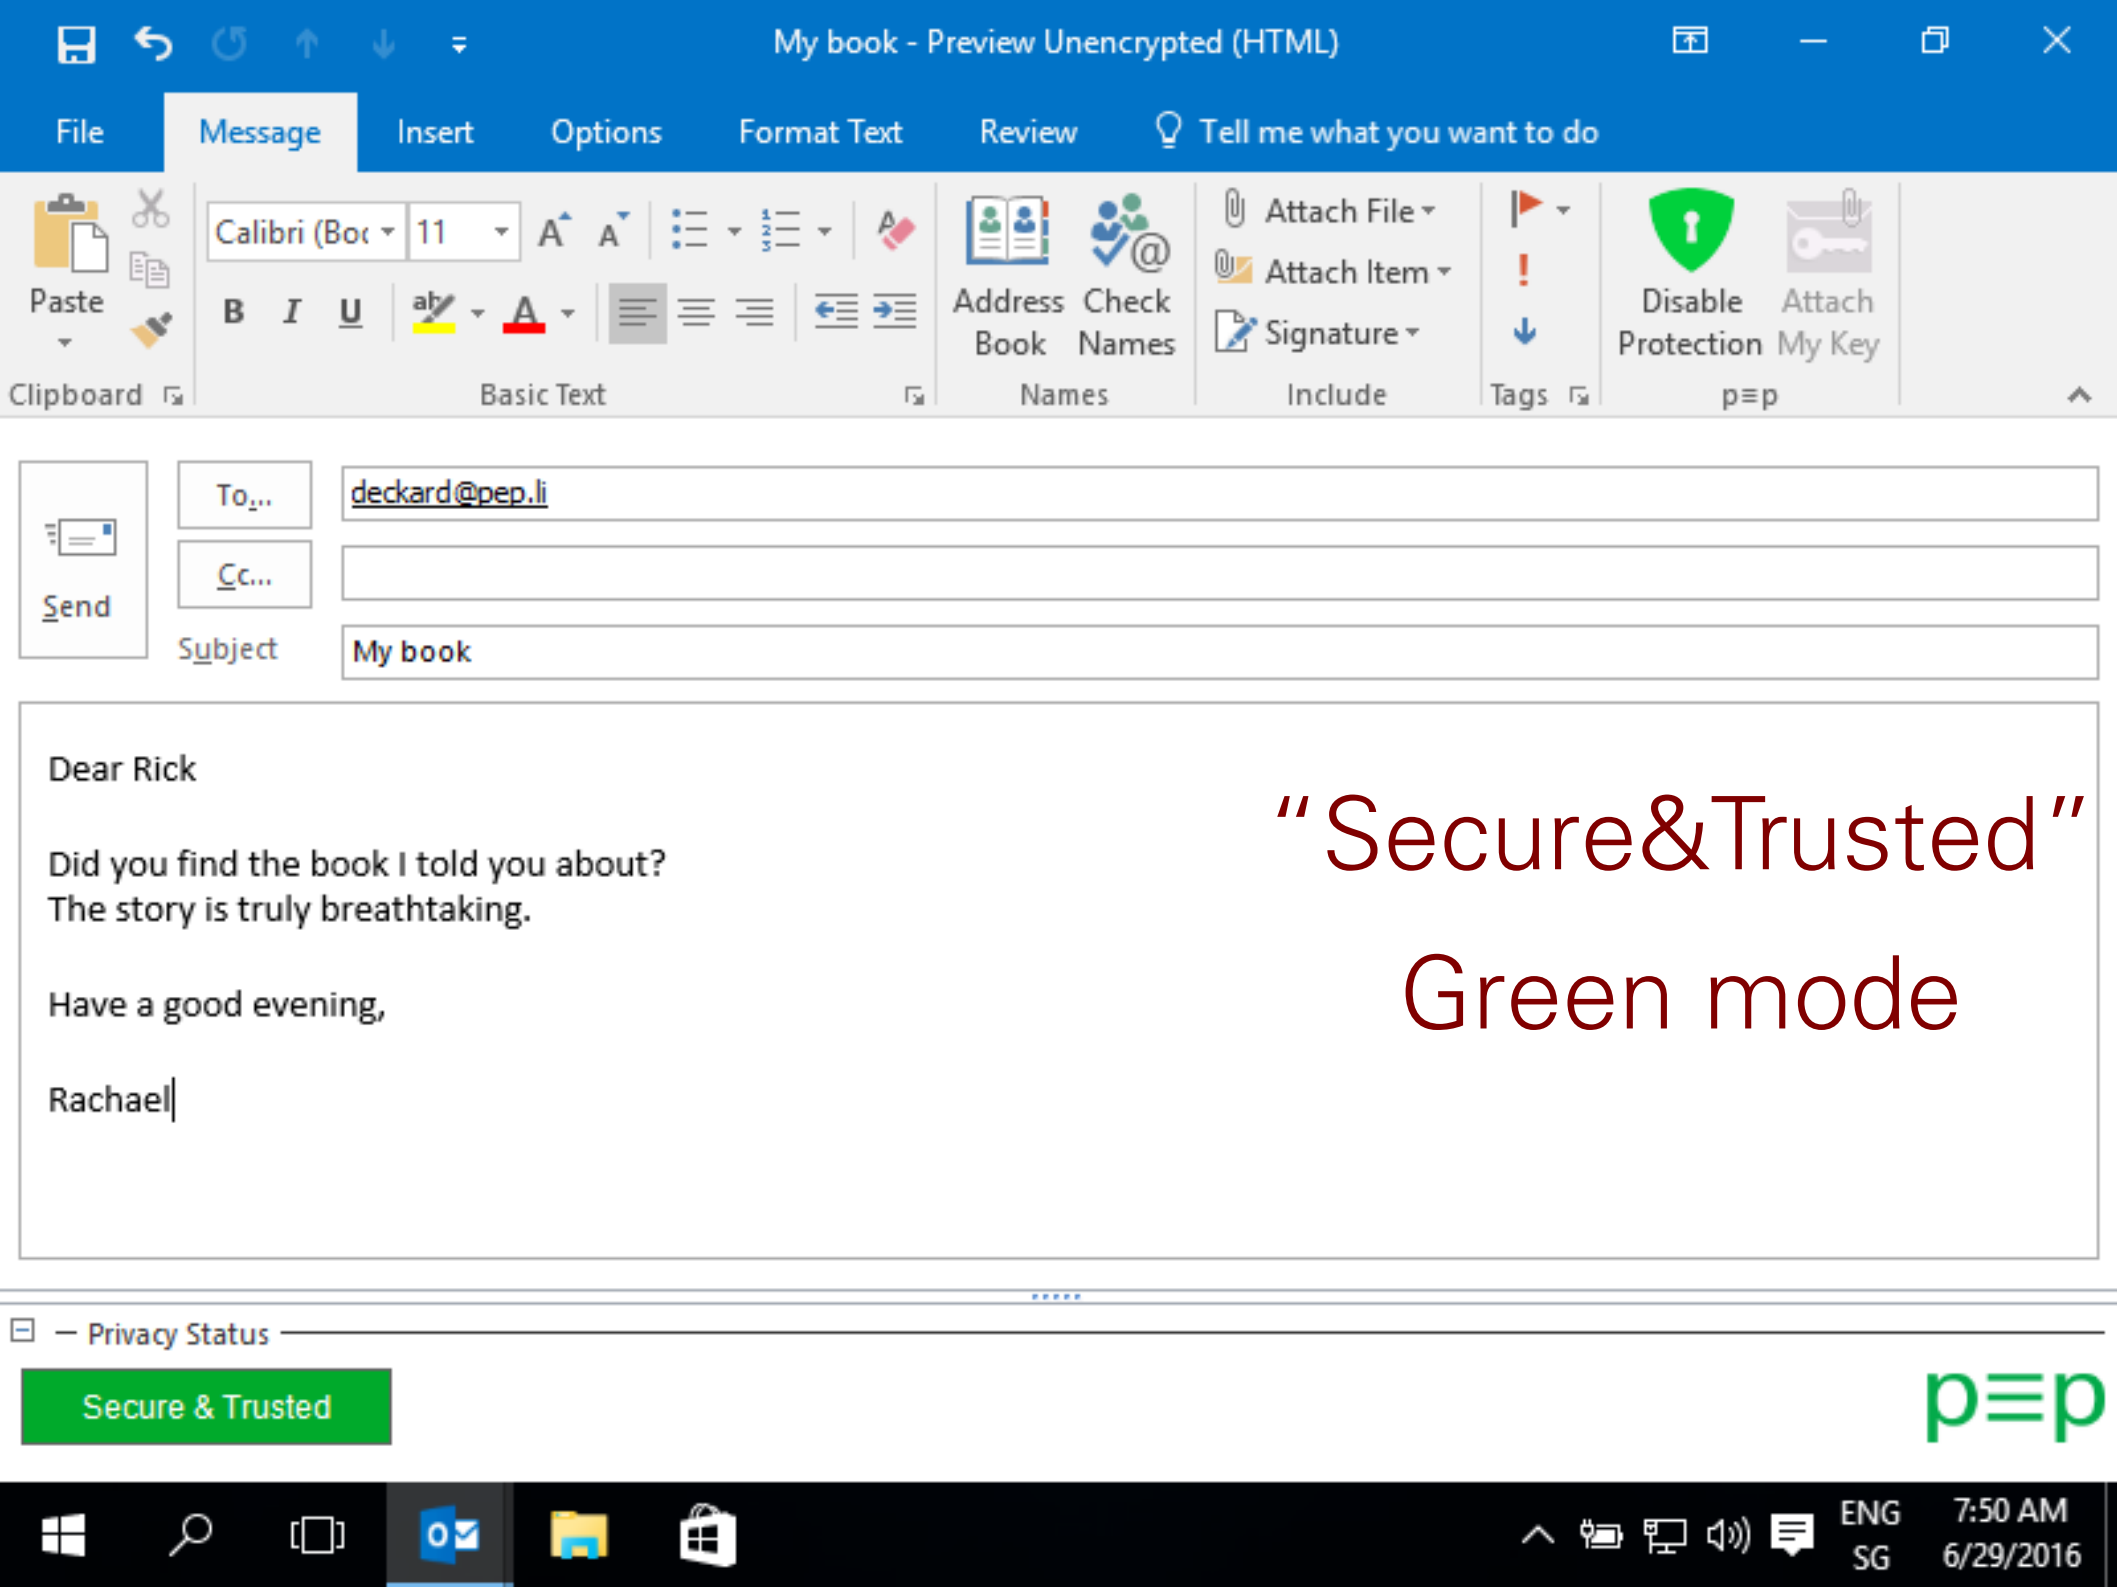 My book - Preview Unencrypted (HTML)
File Message Insert Options Format Text Review Tell me what you want to do
Paste
Clipboard
Calibri (Boo 11
B I U
Basic Text
Address Book
Check Names
Names
Attach File
Attach Item
Signature
Include
Tags
Disable Protection
Attach My Key
p≡p
Send
To...
deckard@pep.li
Cc...
Subject
My book
Dear Rick
Did you find the book I told you about?
The story is truly breathtaking.
Have a good evening,
Rachael
“Secure&Trusted”
Green mode
Privacy Status
Secure & Trusted
p≡p
ENG
SG
7:50 AM
6/29/2016